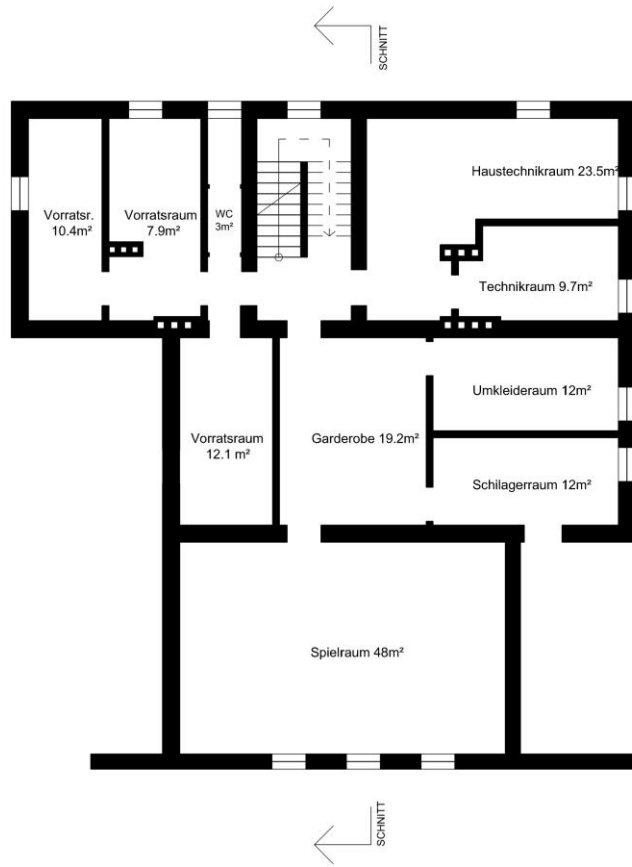 SCHNITT
Haustechnikraum 23.5m²
Vorratsr.
10.4m²
Vorratsraum
7.9m²
WC
3m²
Technikraum 9.7m²
Umkleideraum 12m²
Vorratsraum
12.1 m²
Garderobe 19.2m²
Schilagerraum 12m²
Spielraum 48m²
SCHNITT